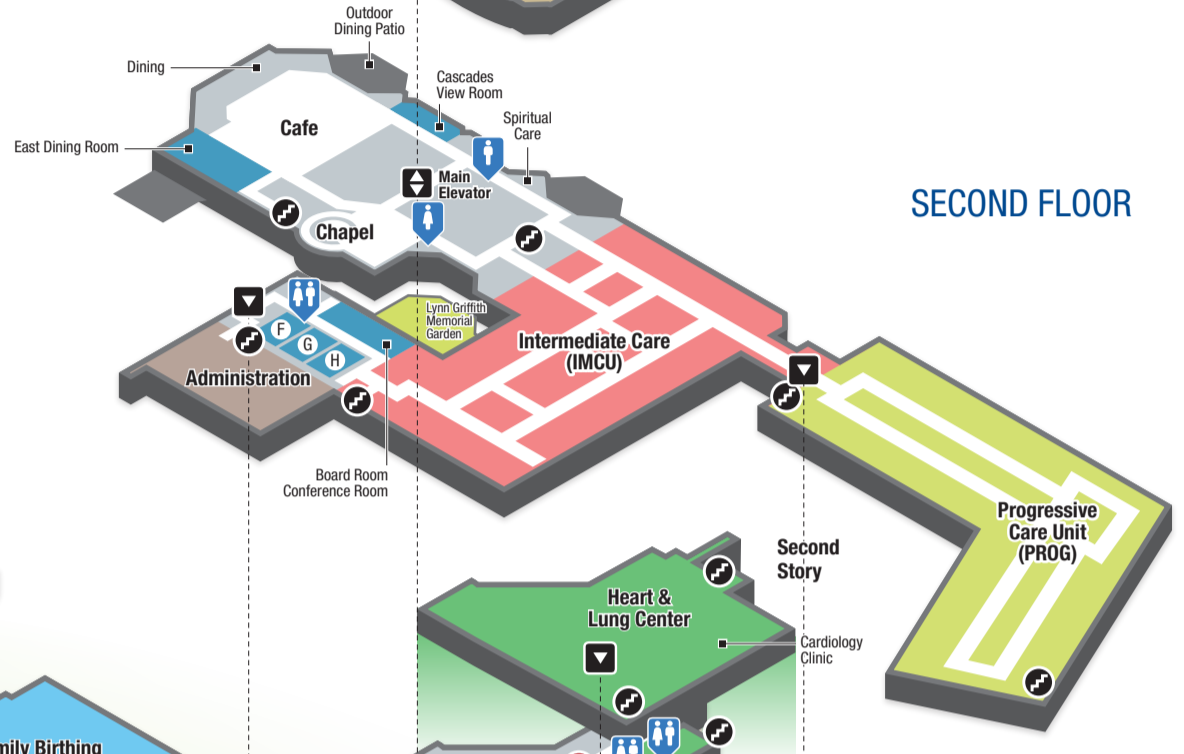 Outdoor
Dining Patio
Dining
Cascades
View Room
Spiritual
Care
Cafe
East Dining Room
Main
Elevator
SECOND FLOOR
Chapel
Lynn Griffith
Memorial
Garden
F
G
H
Intermediate Care
(IMCU)
Administration
Board Room
Conference Room
Progressive
Care Unit
(PROG)
Second
Story
Heart &
Lung Center
Cardiology
Clinic
mily Birthing